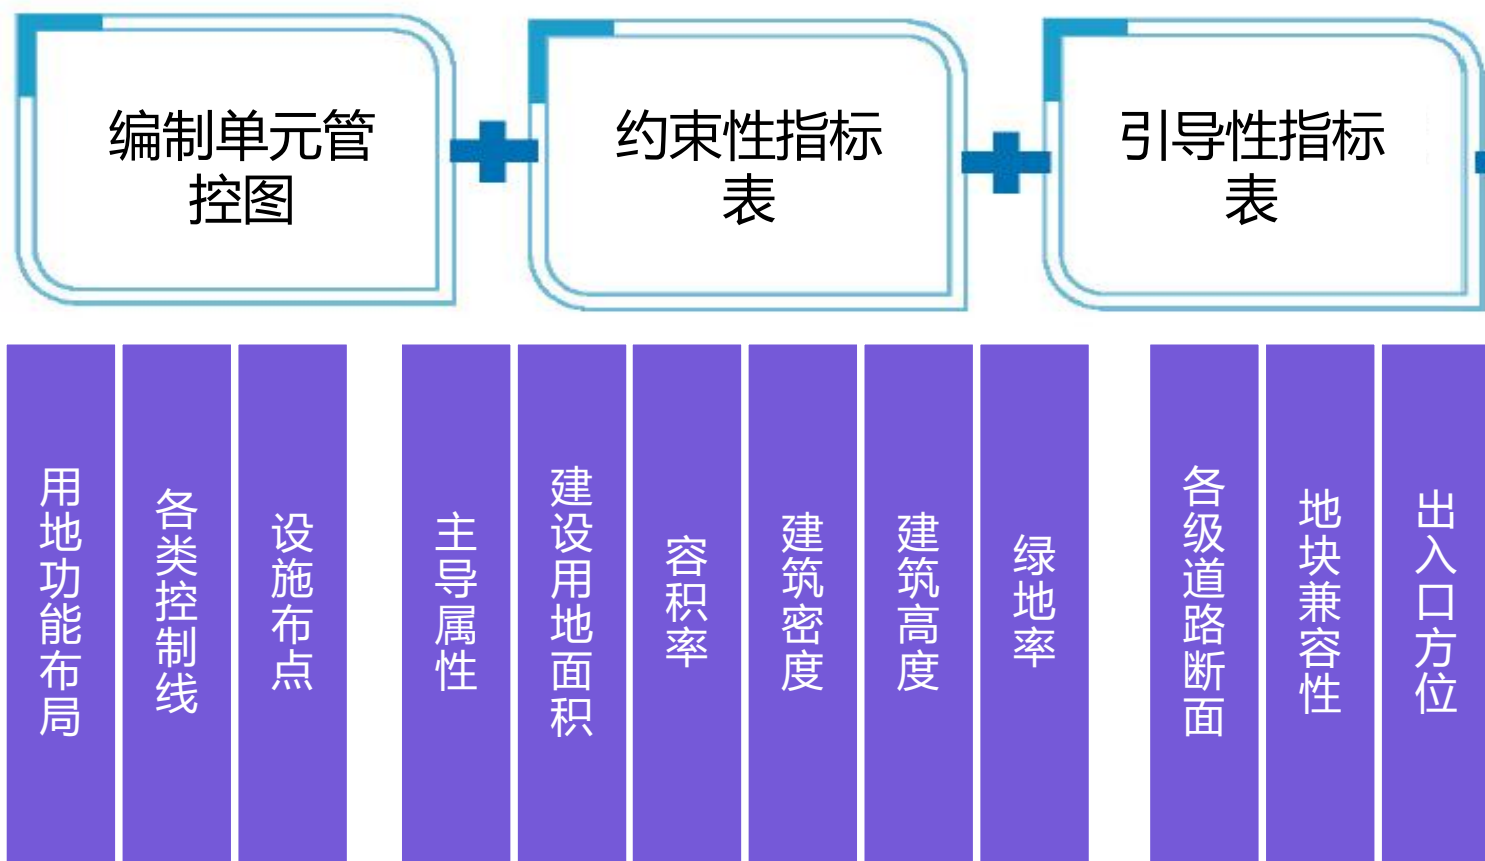 编制单元管
控图
约束性指标
表
引导性指标
表
用地功能布局
各类控制线
设施布点
主导属性
建设用地面积
容积率
建筑密度
建筑高度
绿地率
各级道路断面
地块兼容性
出入口方位